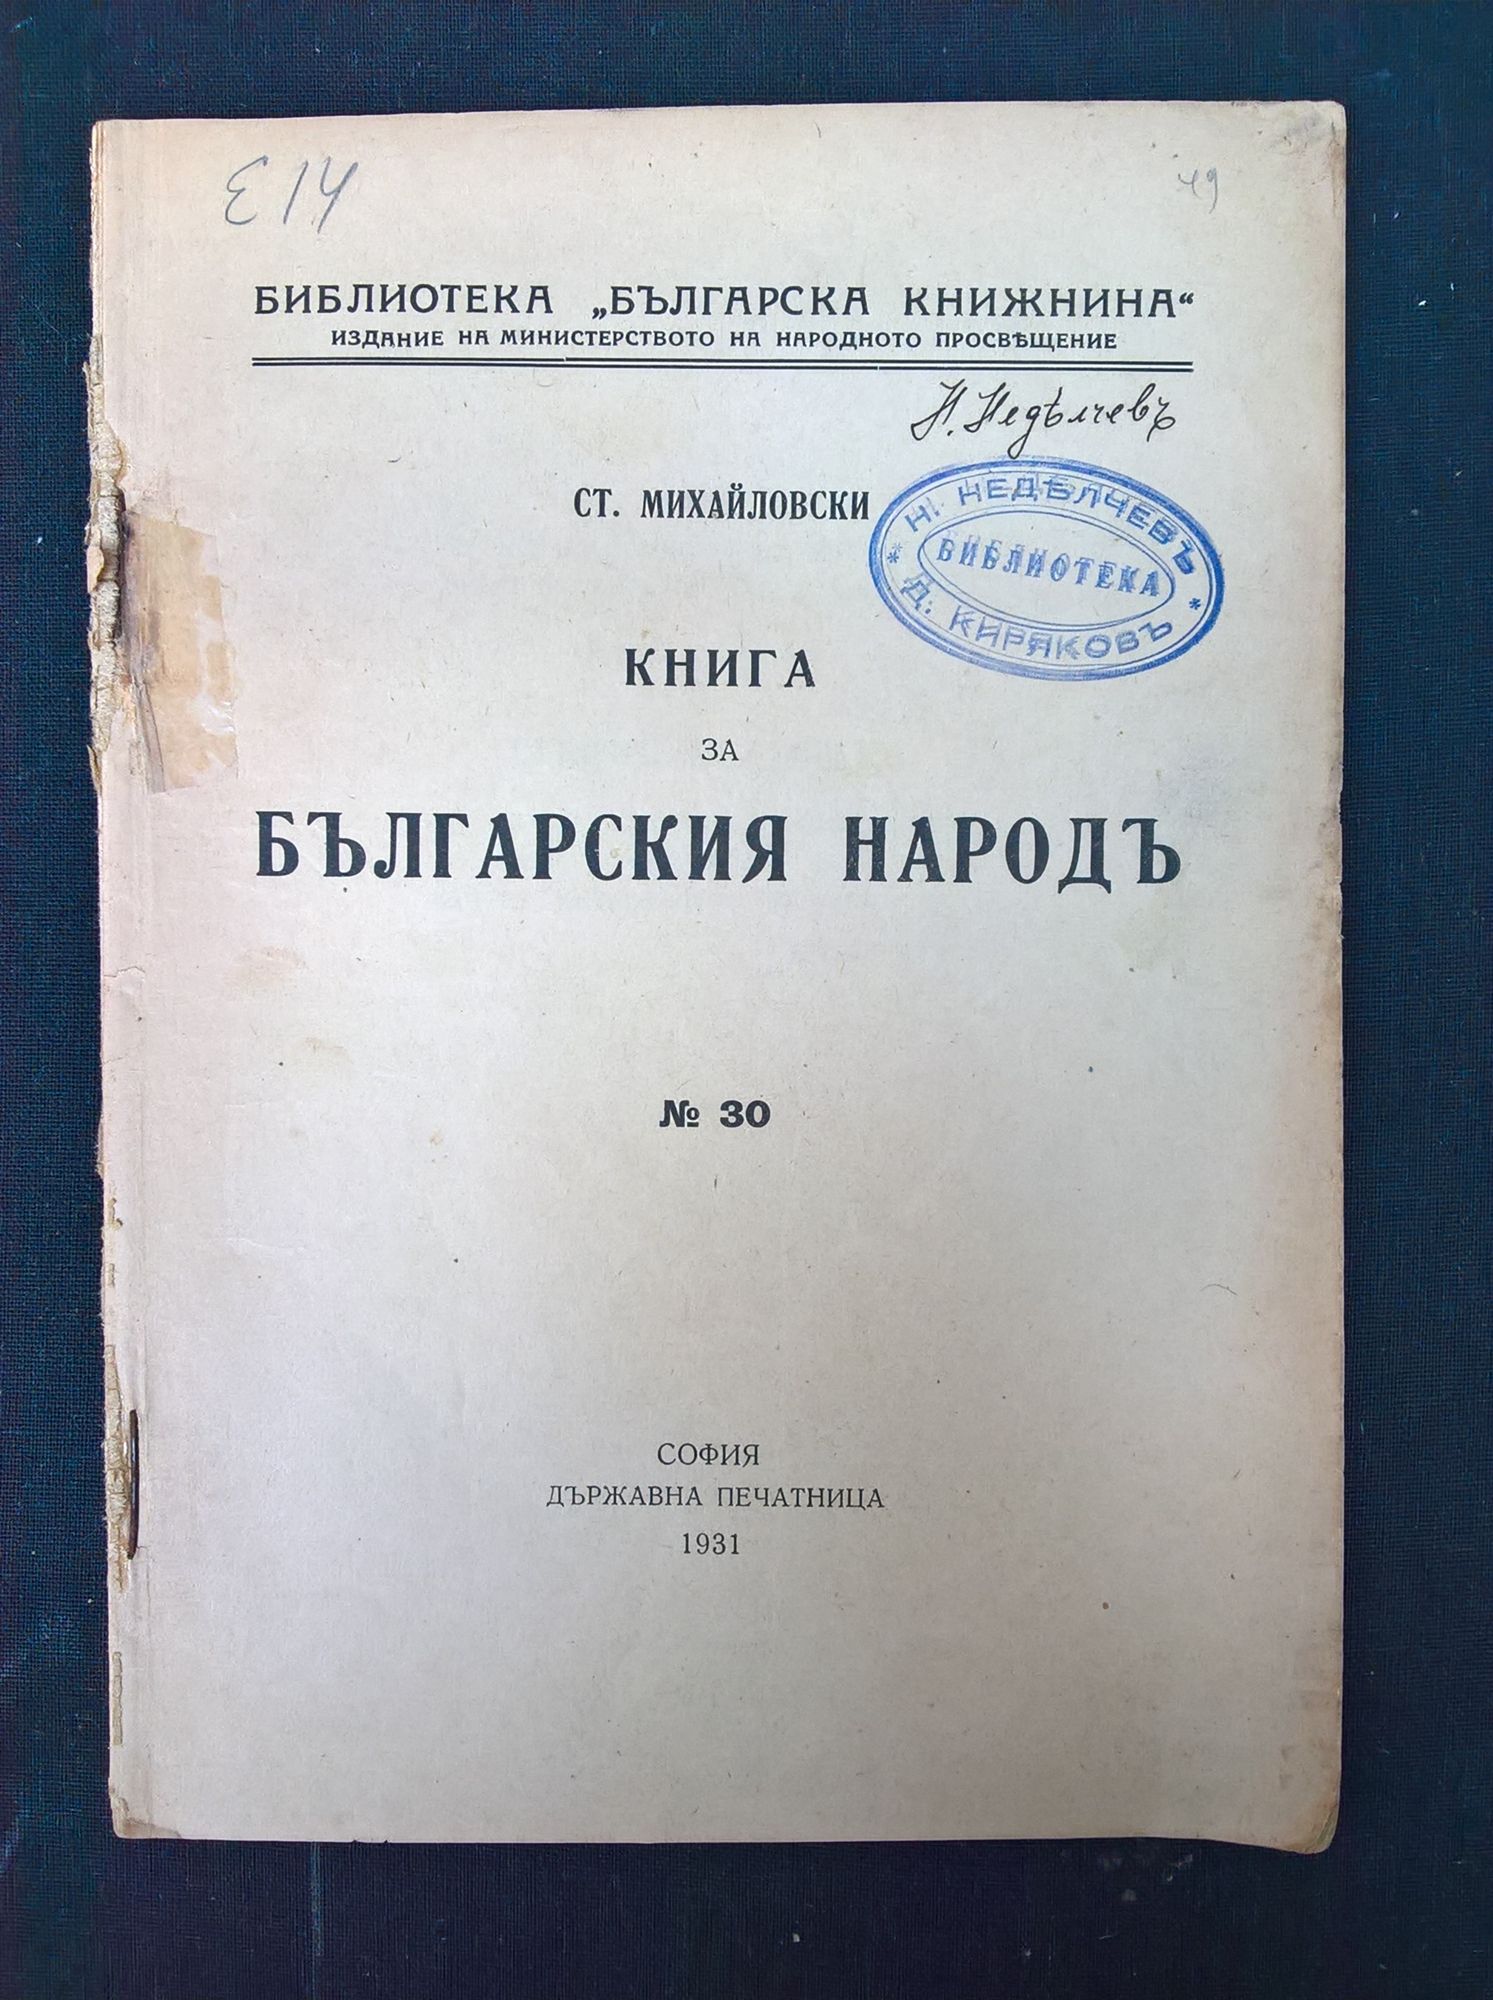 Е 14
49
БИБЛИОТЕКА „БЪЛГАРСКА КНИЖНИНА“
ИЗДАНИЕ НА МИНИСТЕРСТВОТО НА НАРОДНОТО ПРОСВѢЩЕНИЕ
Н. Недѣлчевъ
СТ. МИХАЙЛОВСКИ
Н. НЕДѢЛЧЕВЪ
БИБЛИОТЕКА
Д. КИРЯКОВЪ
КНИГА
ЗА
БЪЛГАРСКИЯ НАРОДЪ
№ 30
СОФИЯ
ДЪРЖАВНА ПЕЧАТНИЦА
1931